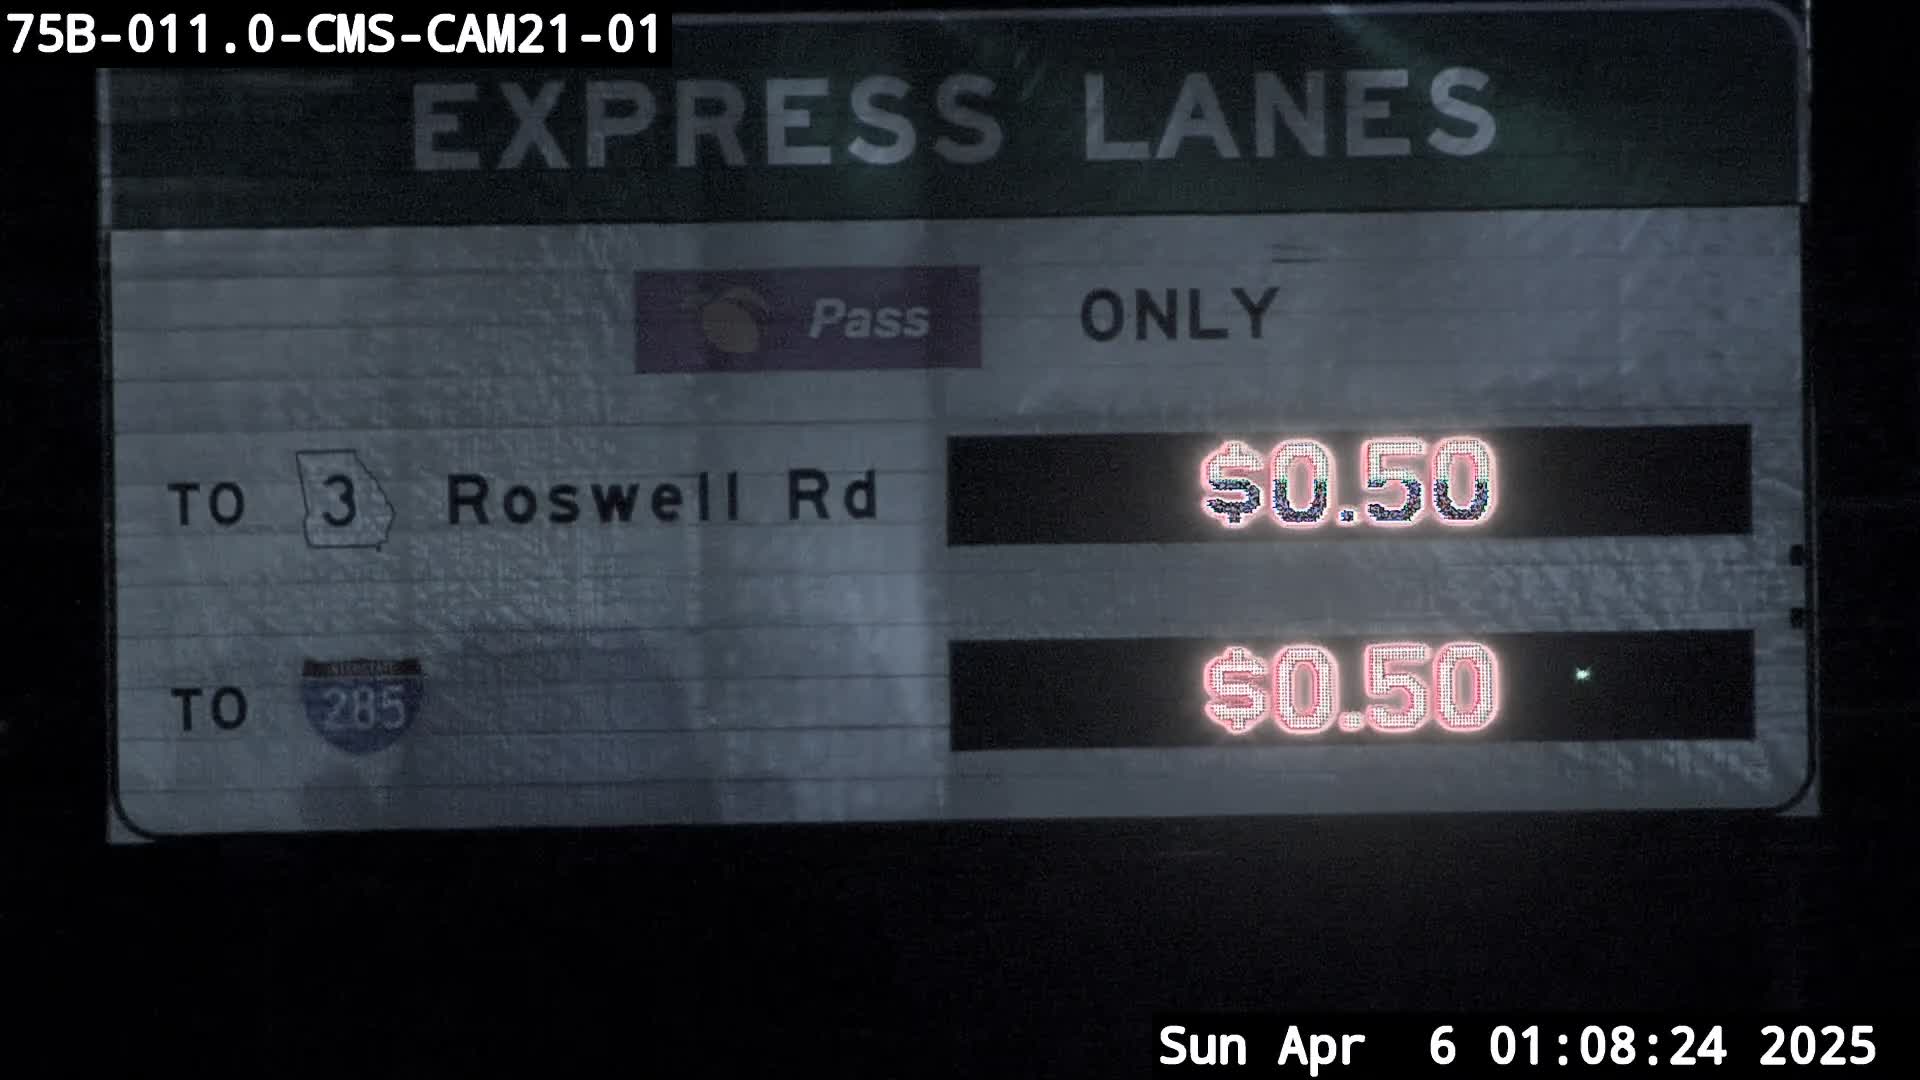 75B-011.0-CMS-CAM21-01
EXPRESS LANES
Pass ONLY
TO 3 Roswell Rd $0.50
INTERSTATE
TO 285 $0.50
Sun Apr 6 01:08:24 2025